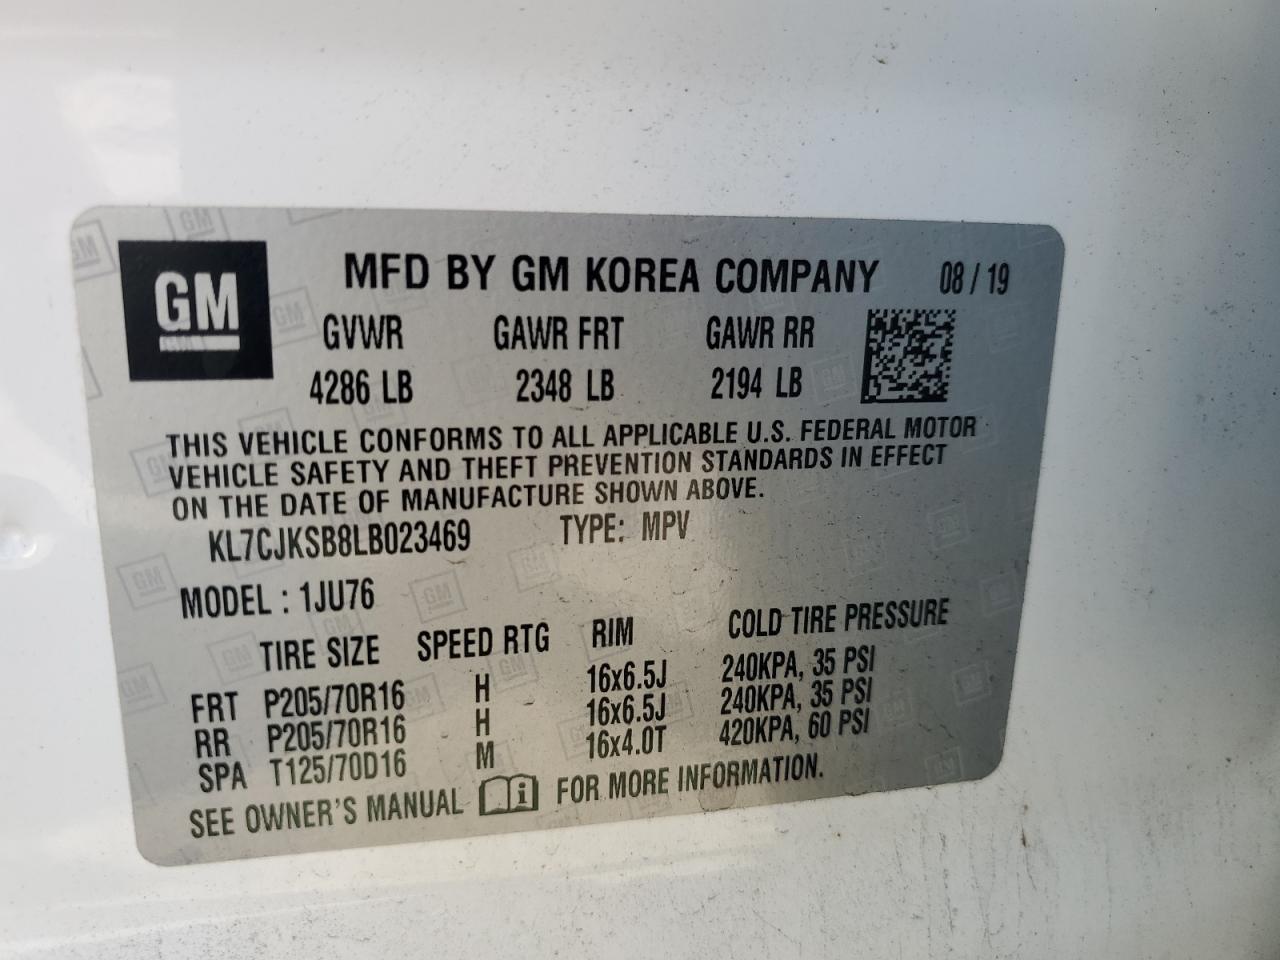 GM MFD BY GM KOREA COMPANY 08 / 19
GVWR GAWR FRT GAWR RR
4286 LB 2348 LB 2194 LB
THIS VEHICLE CONFORMS TO ALL APPLICABLE U.S. FEDERAL MOTOR
VEHICLE SAFETY AND THEFT PREVENTION STANDARDS IN EFFECT
ON THE DATE OF MANUFACTURE SHOWN ABOVE.
KL7CJKSB8LB023469 TYPE: MPV
MODEL : 1JU76
TIRE SIZE SPEED RTG RIM COLD TIRE PRESSURE
FRT P205/70R16 H 16x6.5J 240KPA, 35 PSI
RR P205/70R16 H 16x6.5J 240KPA, 35 PSI
SPA T125/70D16 M 16x4.0T 420KPA, 60 PSI
SEE OWNER'S MANUAL i FOR MORE INFORMATION.